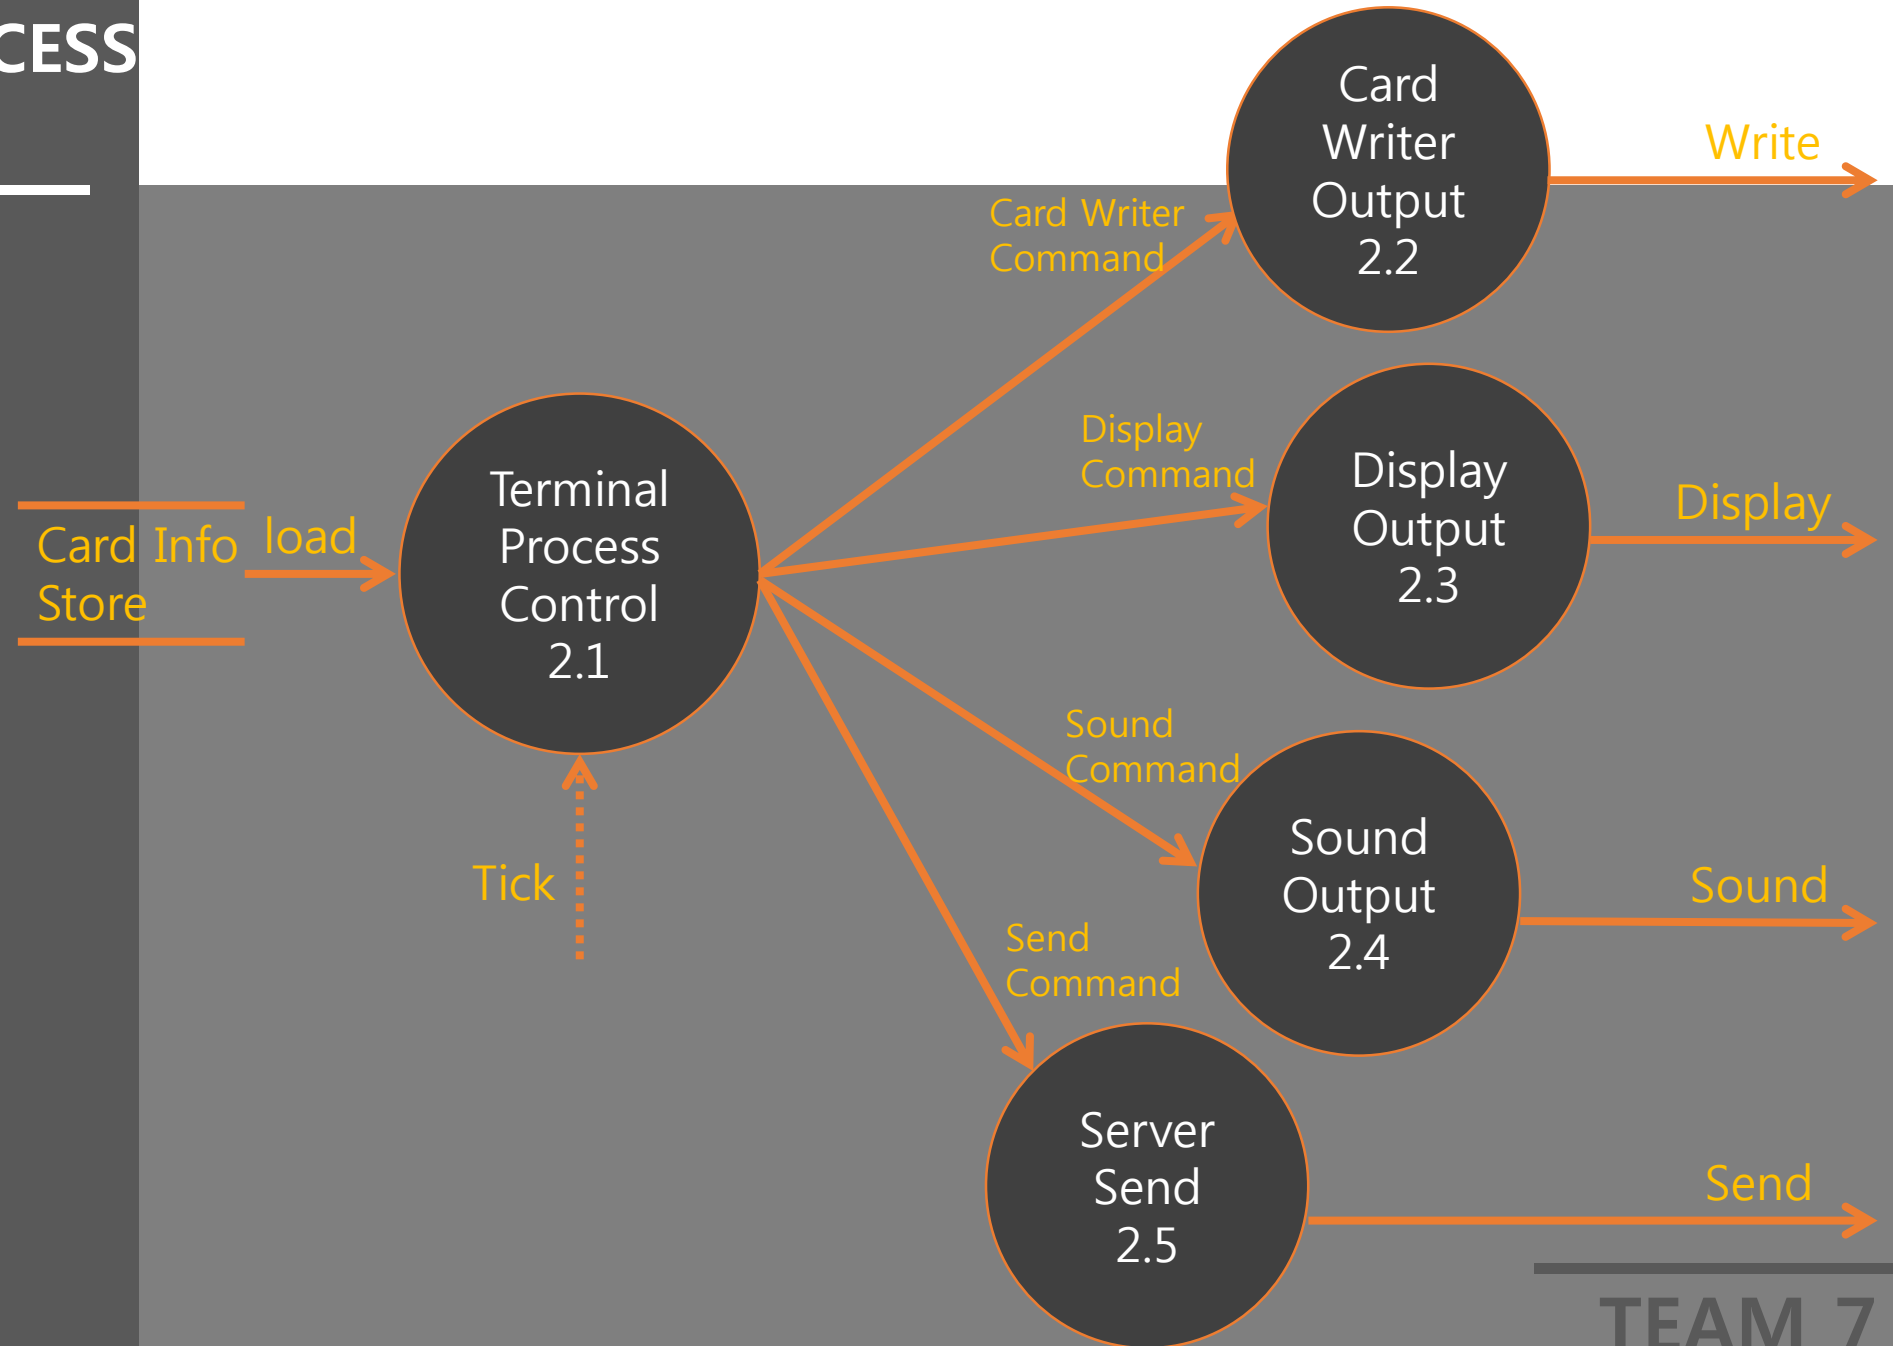 CESS
Card
Writer
Output
2.2
Write
Card Writer
Command
Display
Command
Display
Output
2.3
Display
Terminal
Process
Control
2.1
Card Info
Store
load
Tick
Sound
Command
Sound
Output
2.4
Sound
Send
Command
Server
Send
2.5
Send
TEAM 7